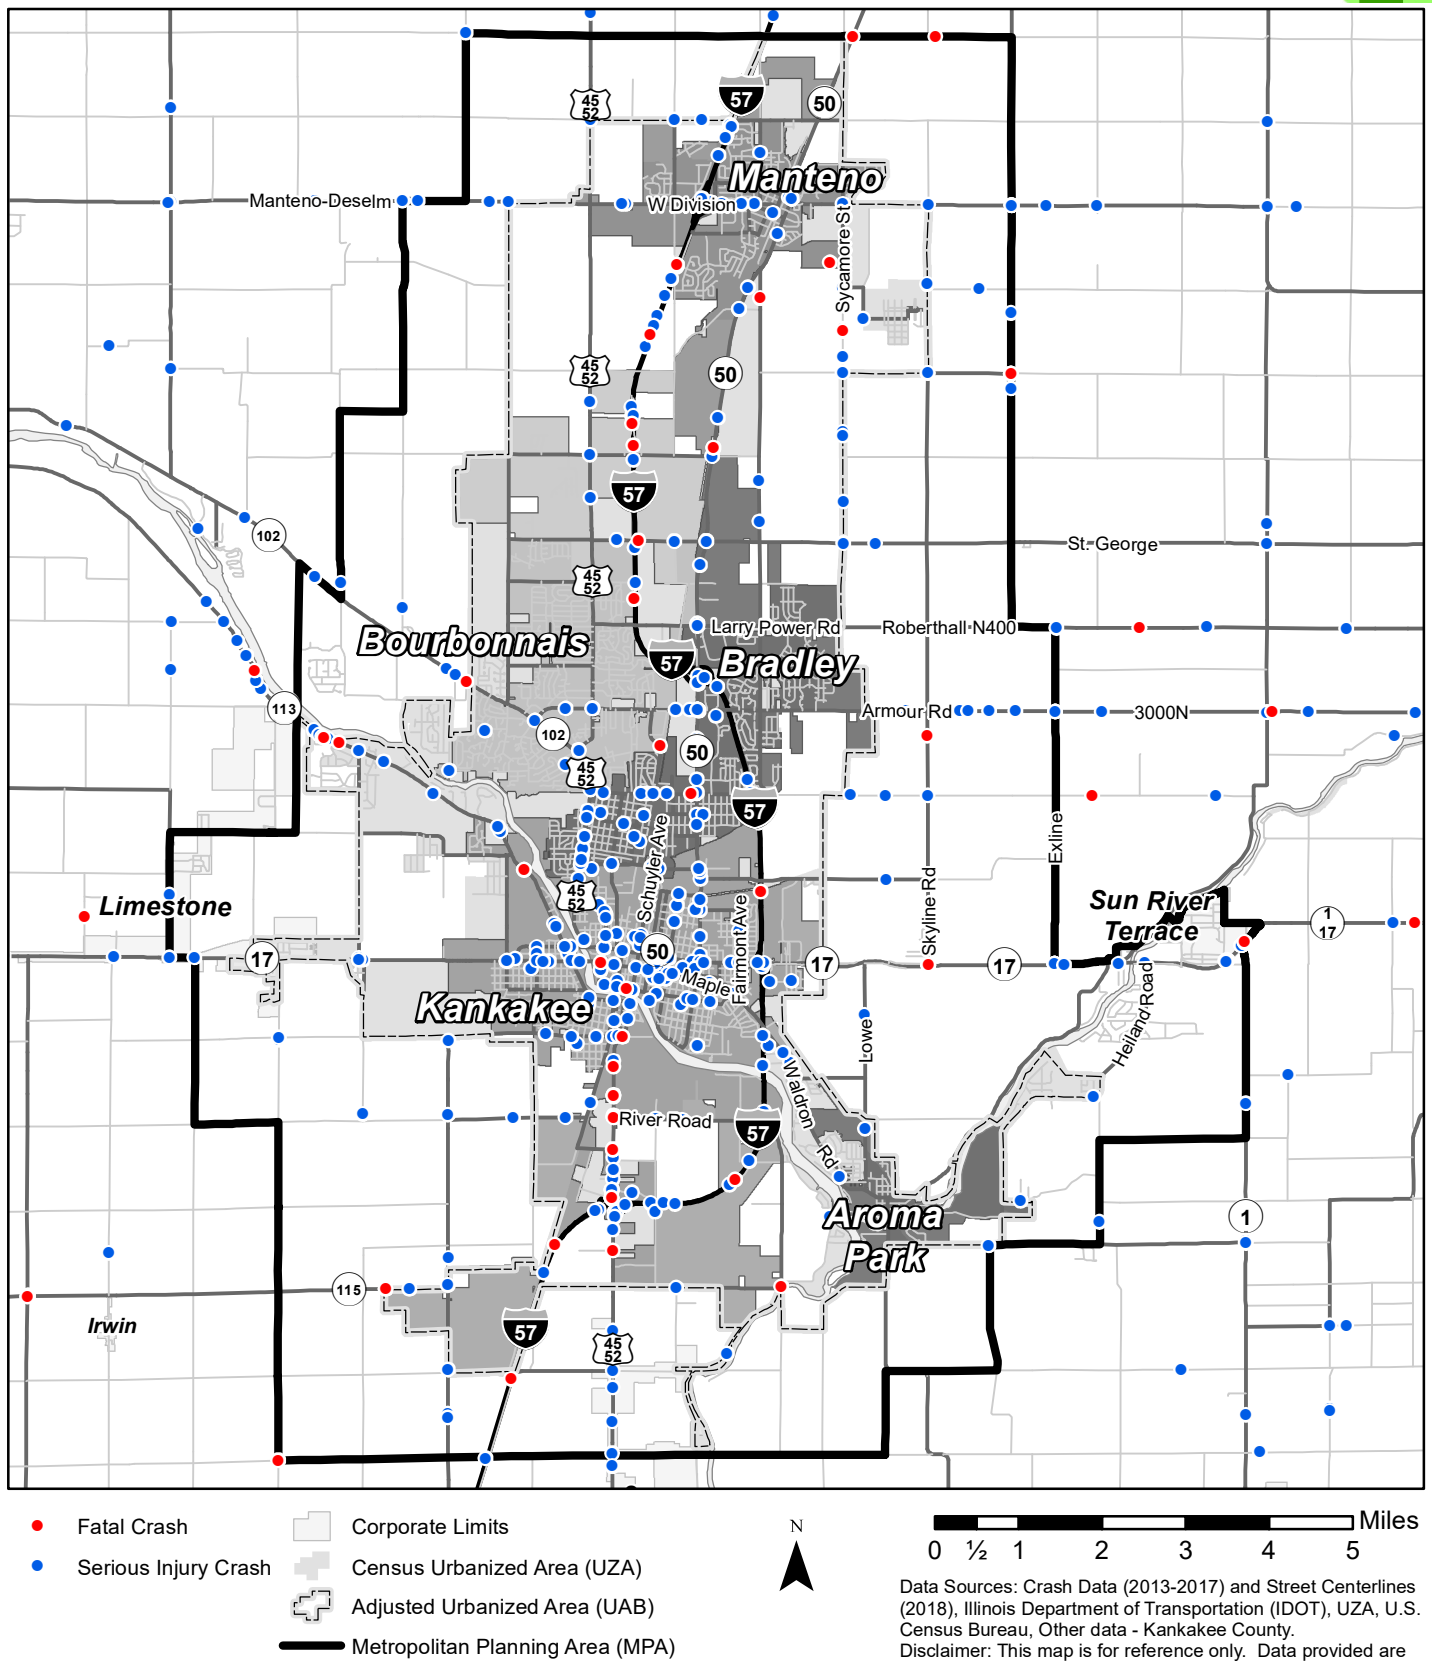 45
52
57
50
Manteno
Manteno-Deselm
W Division
Sycamore St
45
52
50
57
102
St. George
45
52
Larry Power Rd
Roberthall N400
Bourbonnais
57
Bradley
113
Armour Rd
3000N
102
50
45
52
57
Schuyler Ave
Exline
45
52
Limestone
Fairmont Ave
Skyline Rd
Sun River
Terrace
1
17
17
50
17
17
Maple
Heiland Road
Kankakee
Lowe
Waldron Rd
River Road
57
Aroma
Park
1
115
Irwin
57
45
52
Fatal Crash
Serious Injury Crash
Corporate Limits
Census Urbanized Area (UZA)
Adjusted Urbanized Area (UAB)
Metropolitan Planning Area (MPA)
N
Miles
0 ½ 1 2 3 4 5
Data Sources: Crash Data (2013-2017) and Street Centerlines
(2018), Illinois Department of Transportation (IDOT), UZA, U.S.
Census Bureau, Other data - Kankakee County.
Disclaimer: This map is for reference only. Data provided are